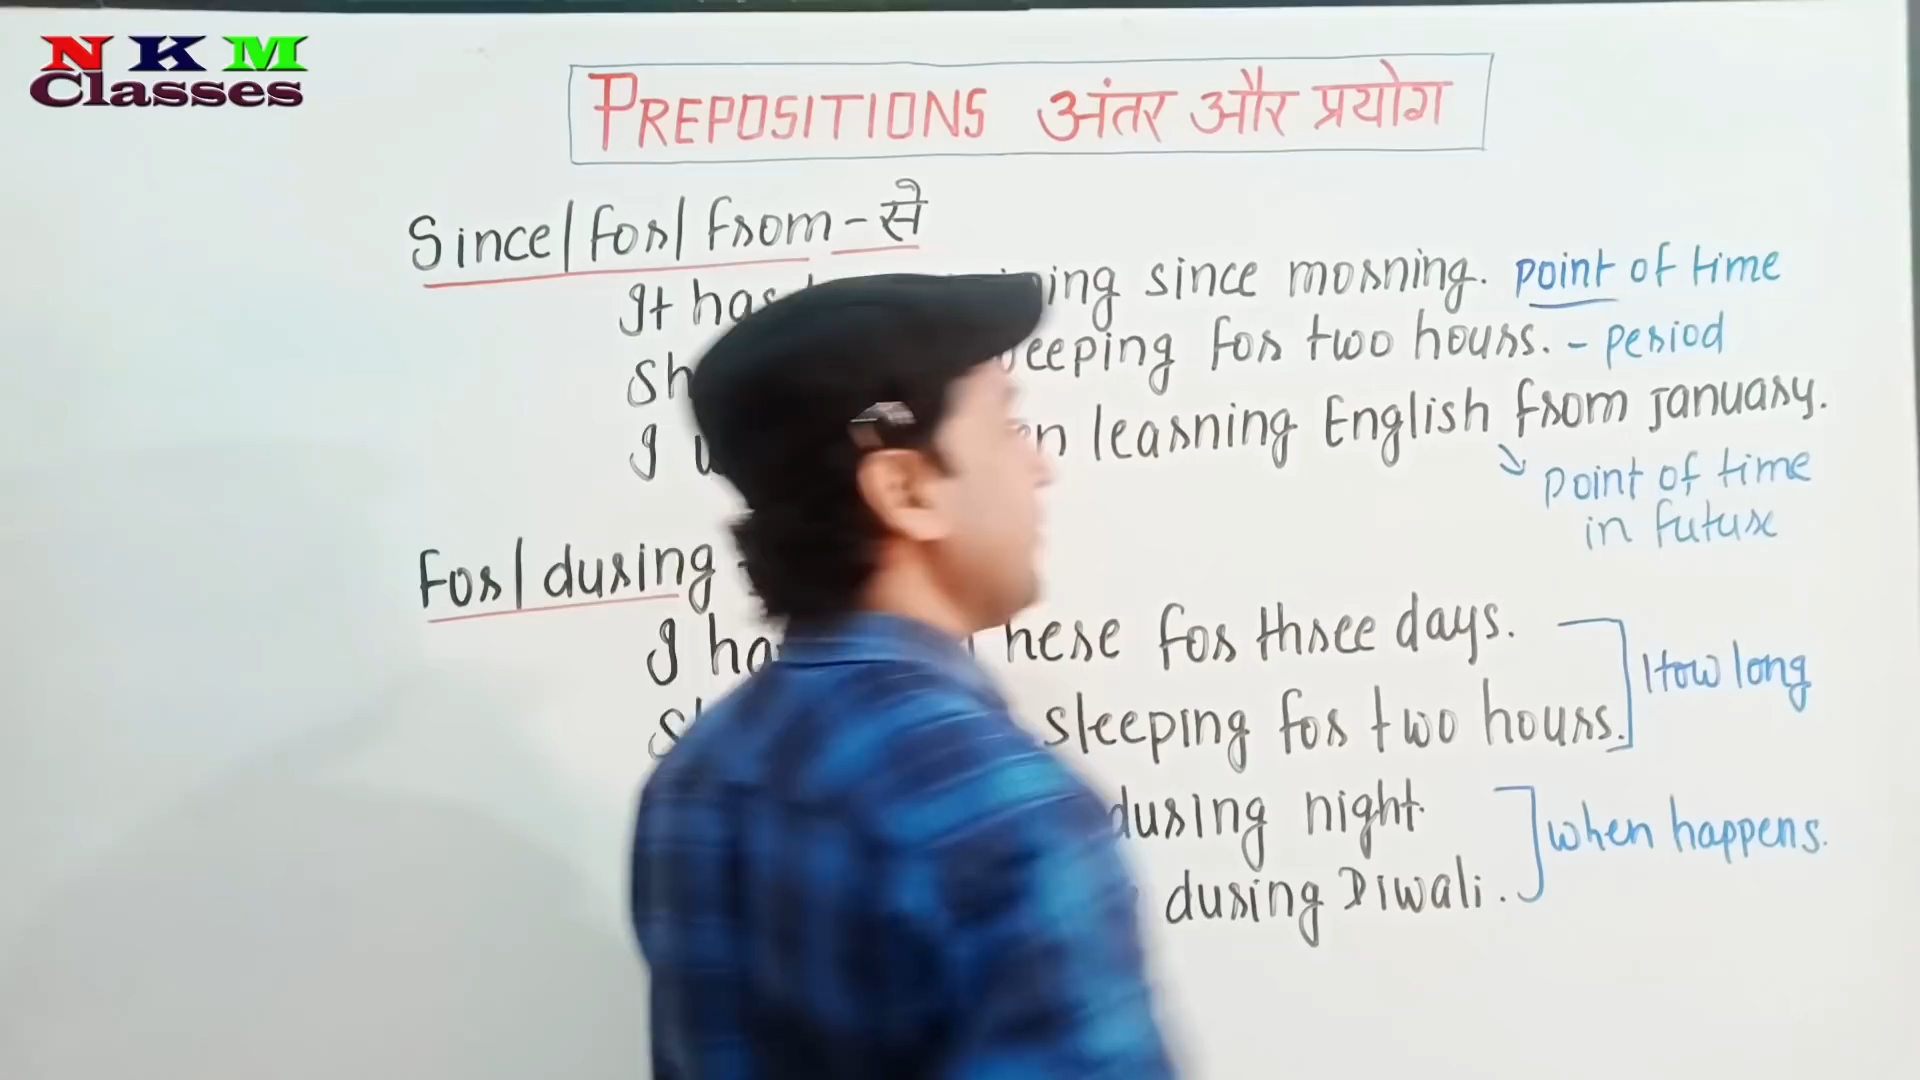 NKM
Classes
PREPOSITIONS अंतर और प्रयोग
Since/for/from-से
It has ing since morning. point of time
eeping for two hours. - period
I learning English from January.
point of time
in future
For/during
I here for three days.
How long
sleeping for two hours.
during night.
when happens.
during Diwali.